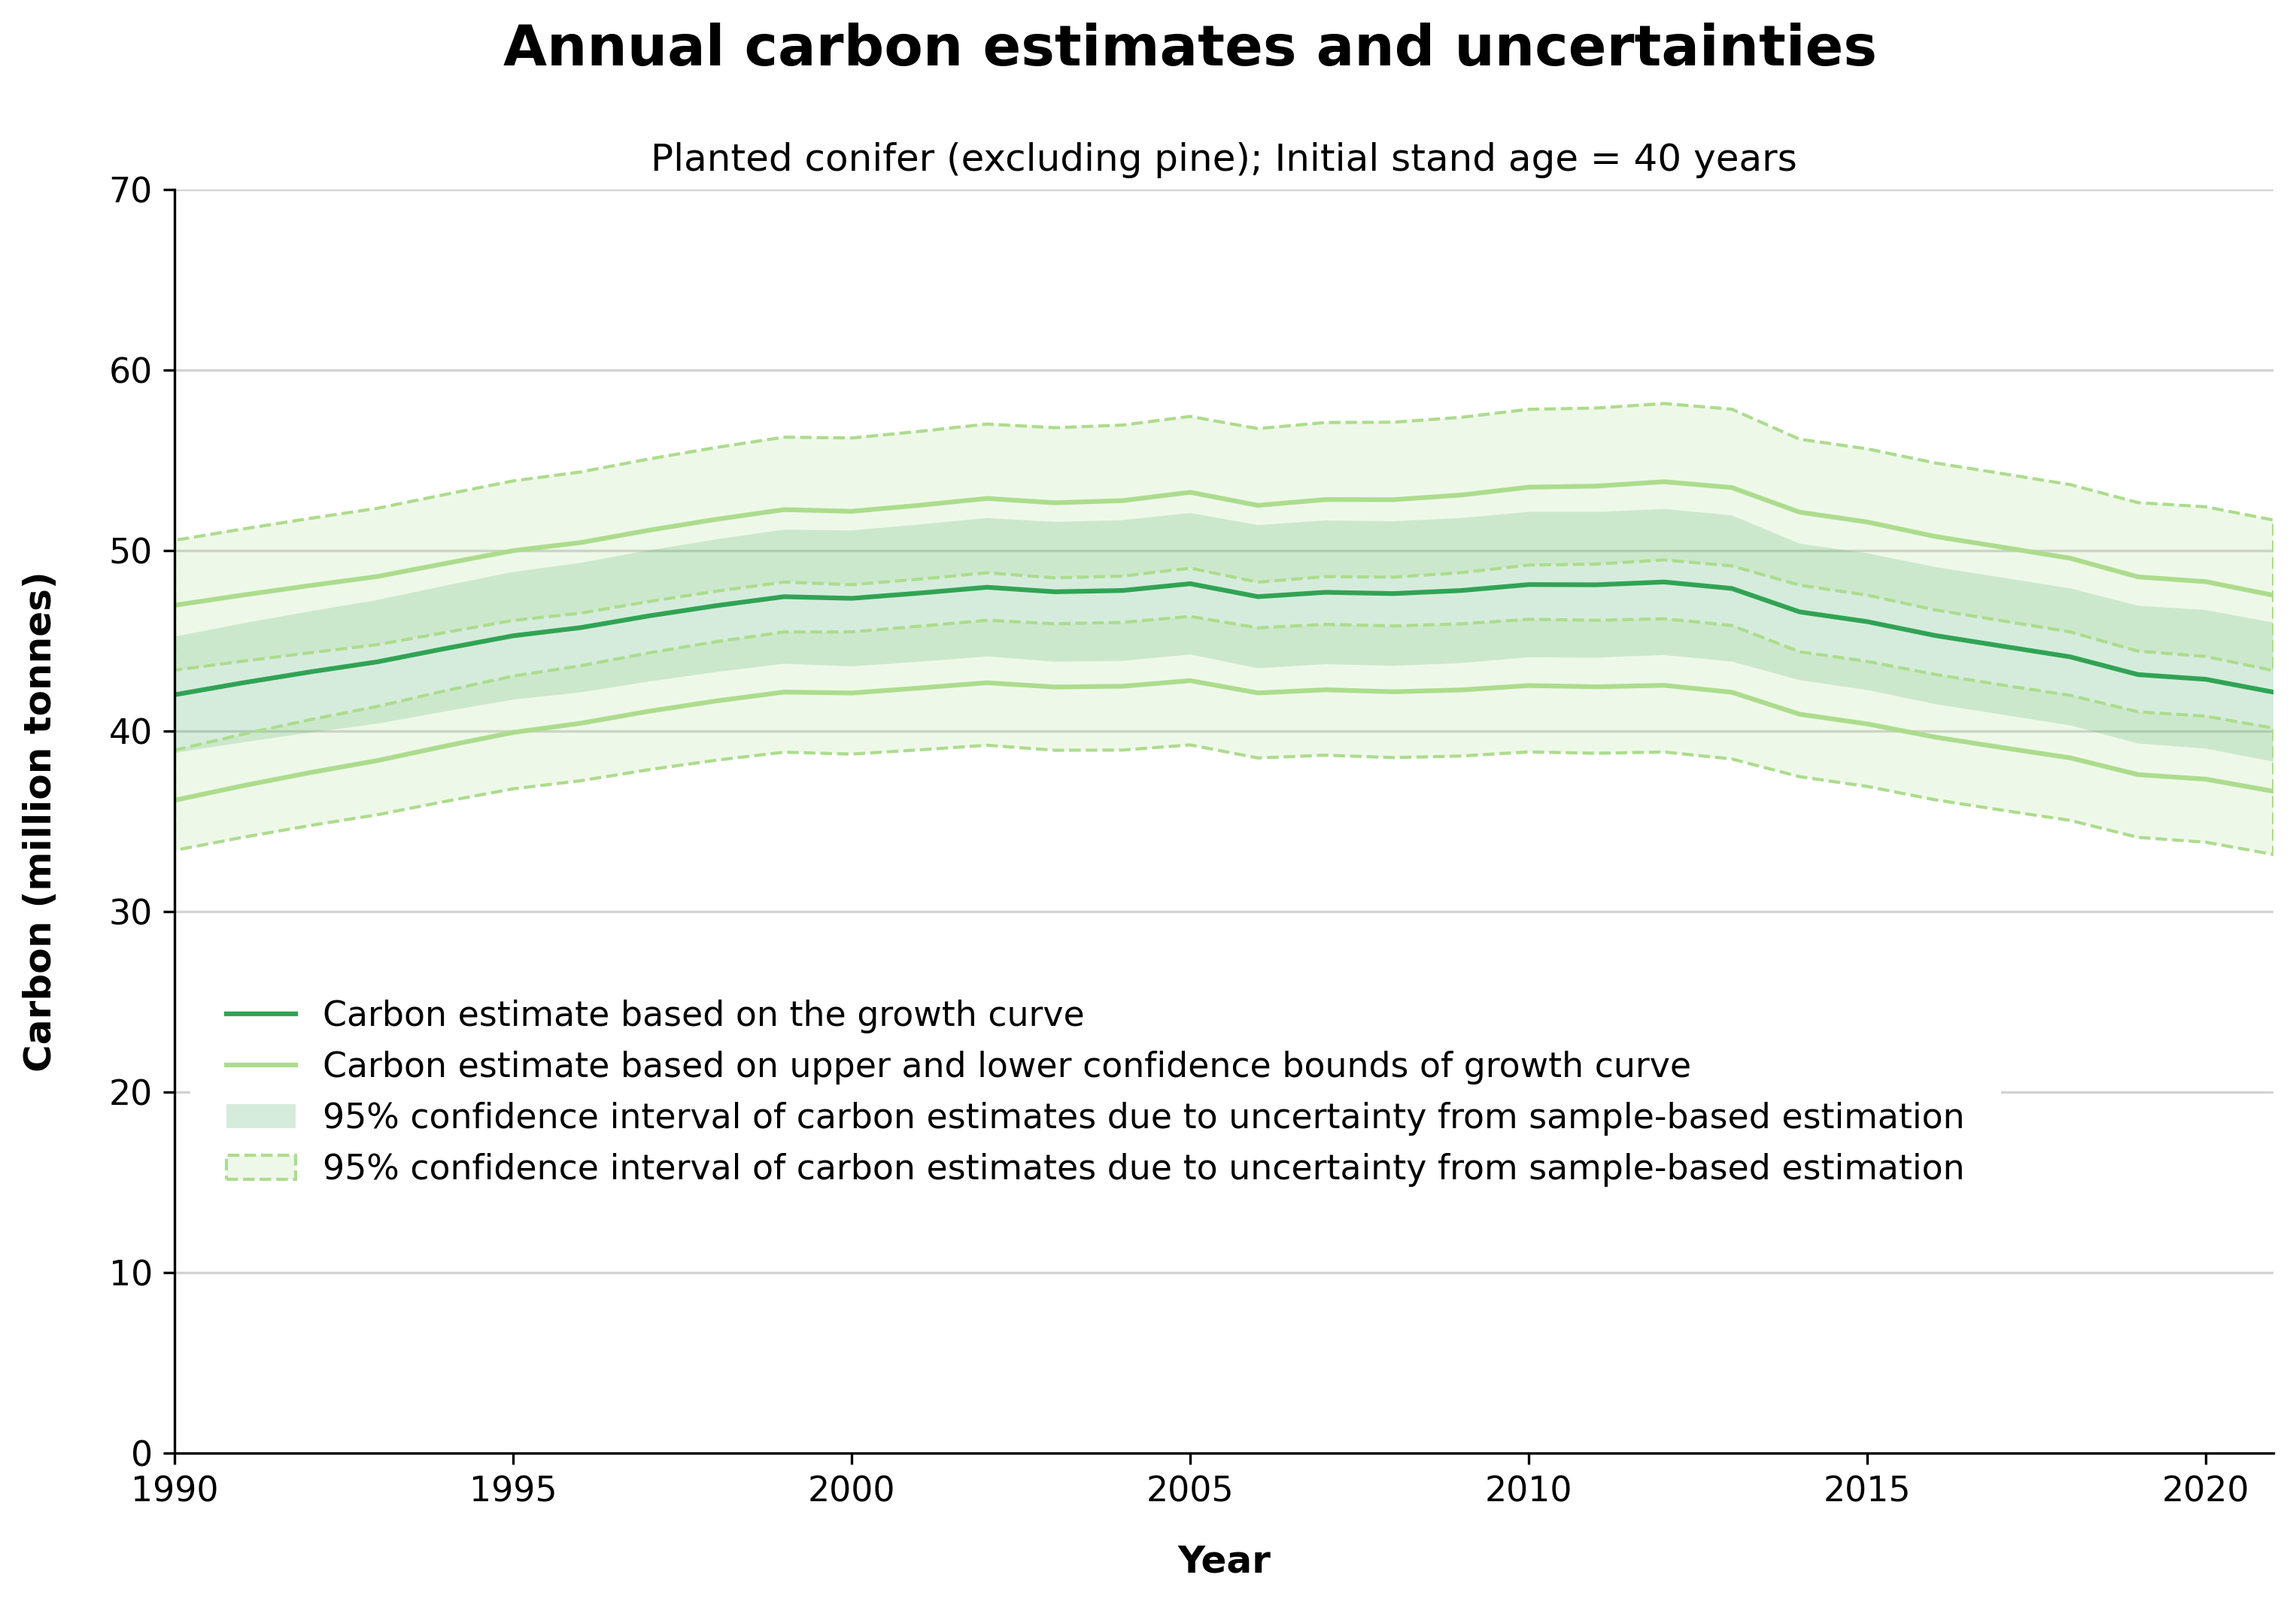 Annual carbon estimates and uncertainties
Planted conifer (excluding pine); Initial stand age = 40 years
70
60
50
40
30
20
10
0
Carbon (million tonnes)
Carbon estimate based on the growth curve
Carbon estimate based on upper and lower confidence bounds of growth curve
95% confidence interval of carbon estimates due to uncertainty from sample-based estimation
95% confidence interval of carbon estimates due to uncertainty from sample-based estimation
1990 1995 2000 2005 2010 2015 2020
Year